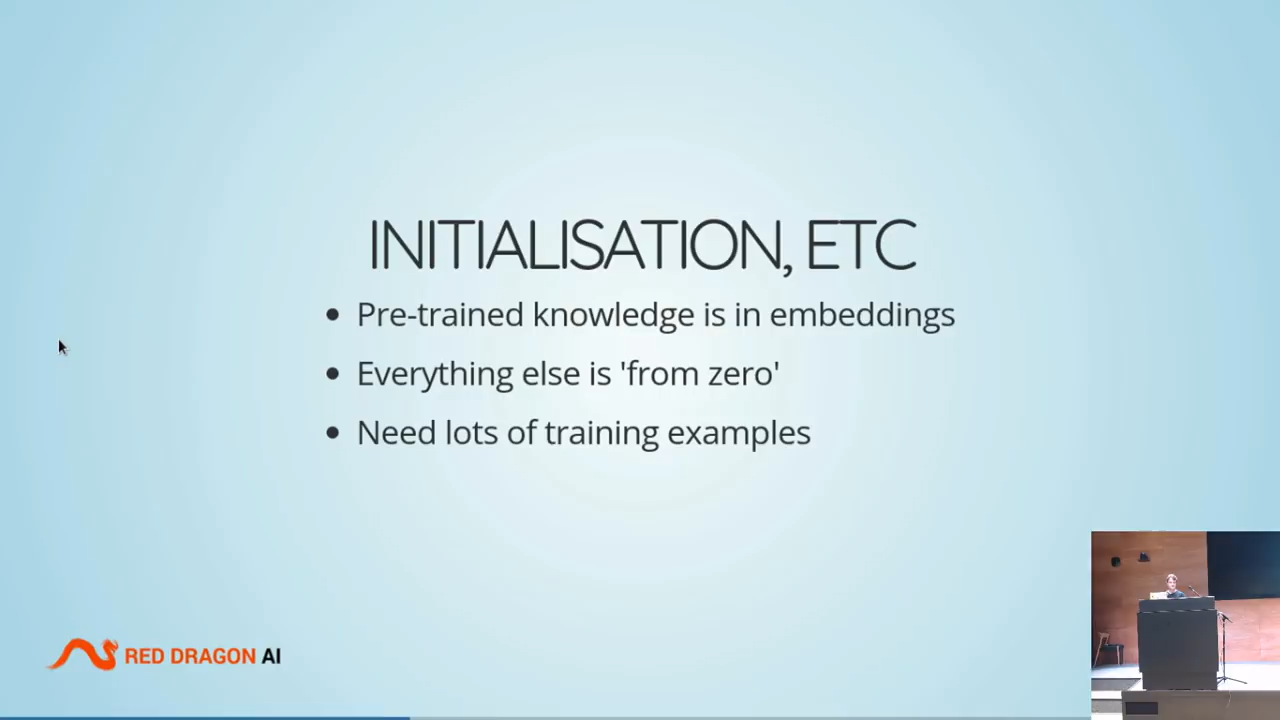 INITIALISATION, ETC
Pre-trained knowledge is in embeddings
Everything else is 'from zero'
Need lots of training examples
RED DRAGON AI